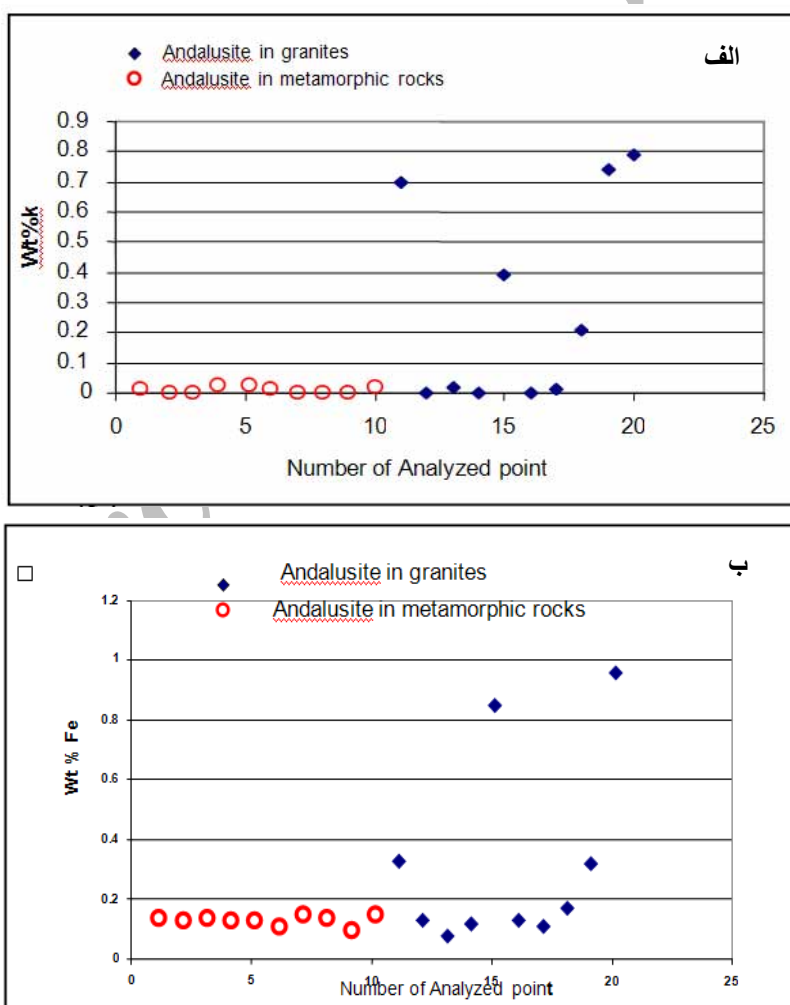 Andalusite in granites
الف
Andalusite in metamorphic rocks
0.9
0.8
0.7
0.6
0.5
0.4
0.3
0.2
0.1
0
Wt%k
0 5 10 15 20 25
Number of Analyzed point
Andalusite in granites
ب
Andalusite in metamorphic rocks
1.2
1
0.8
0.6
0.4
0.2
0
Wt % Fe
0 5 10 15 20 25
Number of Analyzed point